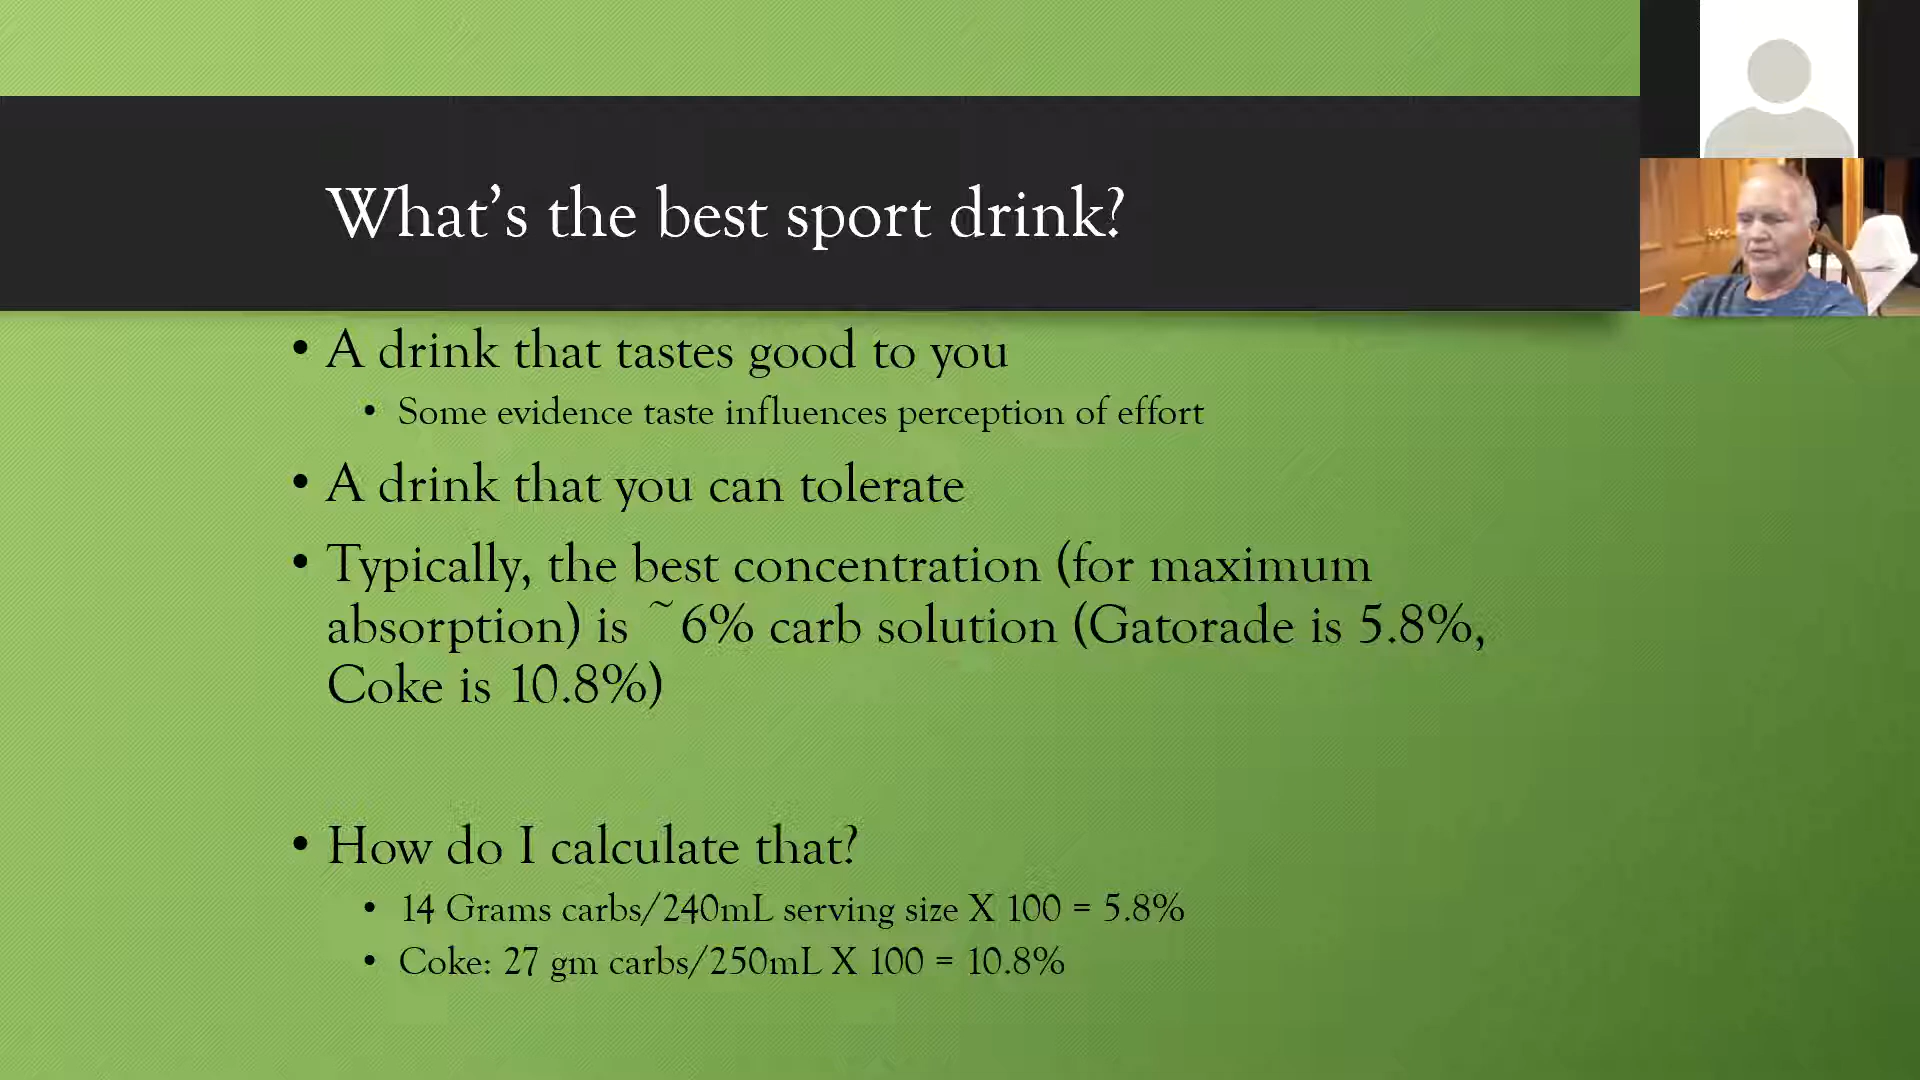 What's the best sport drink?
• A drink that tastes good to you
• Some evidence taste influences perception of effort
• A drink that you can tolerate
• Typically, the best concentration (for maximum
absorption) is ~6% carb solution (Gatorade is 5.8%,
Coke is 10.8%)
• How do I calculate that?
• 14 Grams carbs/240mL serving size X 100 = 5.8%
• Coke: 27 gm carbs/250mL X 100 = 10.8%